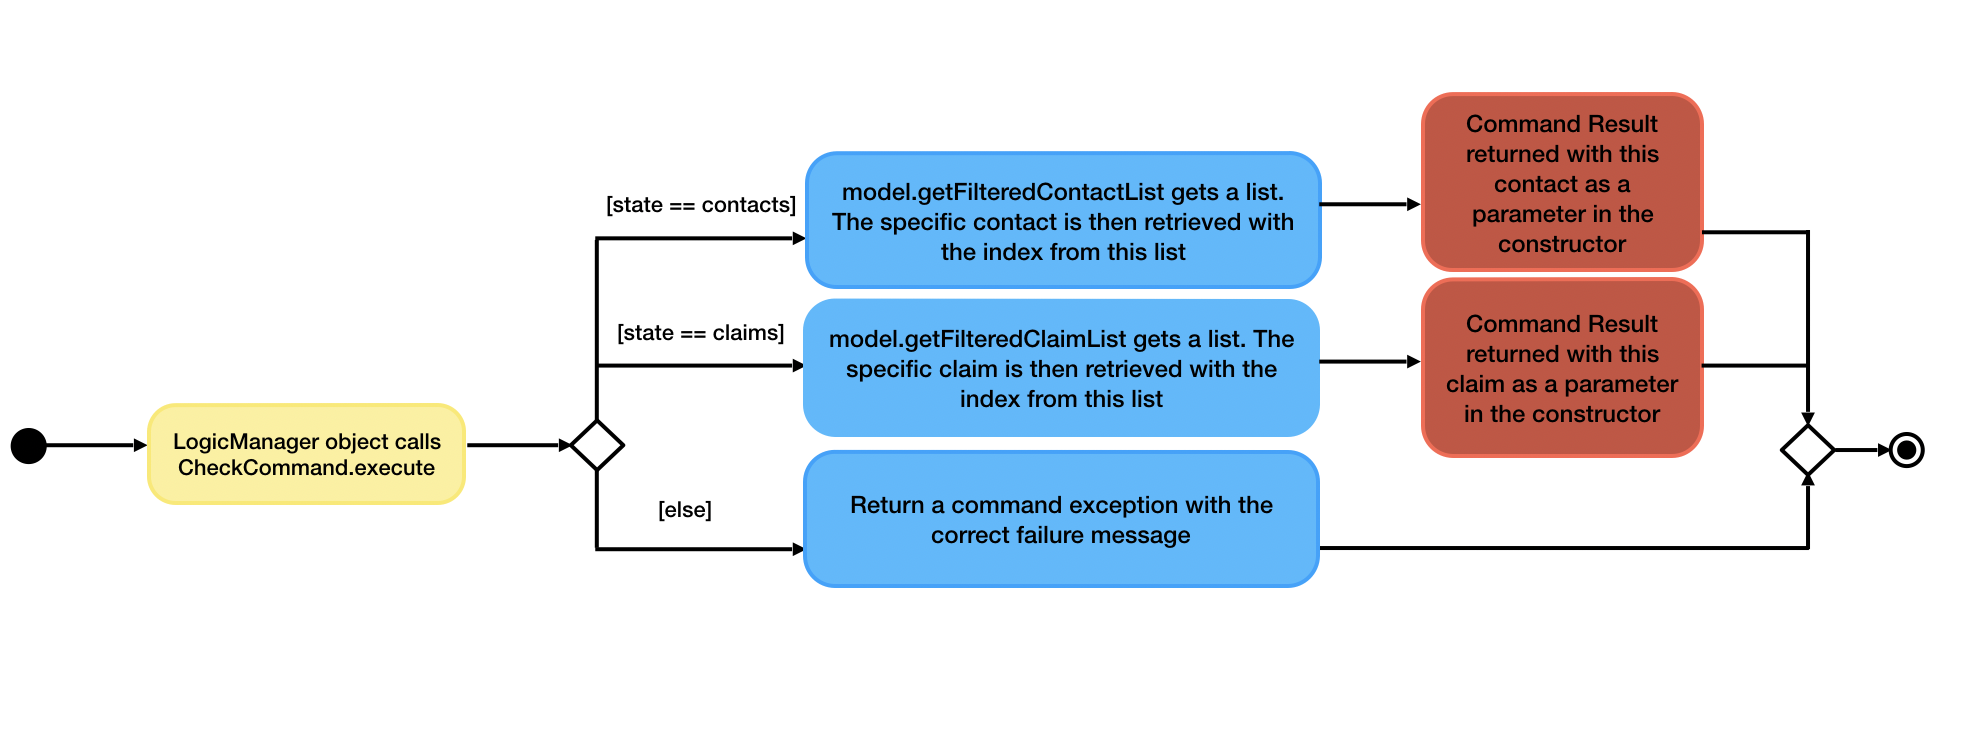 LogicManager object calls
CheckCommand.execute
[state == contacts]
model.getFilteredContactList gets a list.
The specific contact is then retrieved with
the index from this list
Command Result
returned with this
contact as a
parameter in the
constructor
[state == claims]
model.getFilteredClaimList gets a list. The
specific claim is then retrieved with the
index from this list
Command Result
returned with this
claim as a parameter
in the constructor
[else]
Return a command exception with the
correct failure message